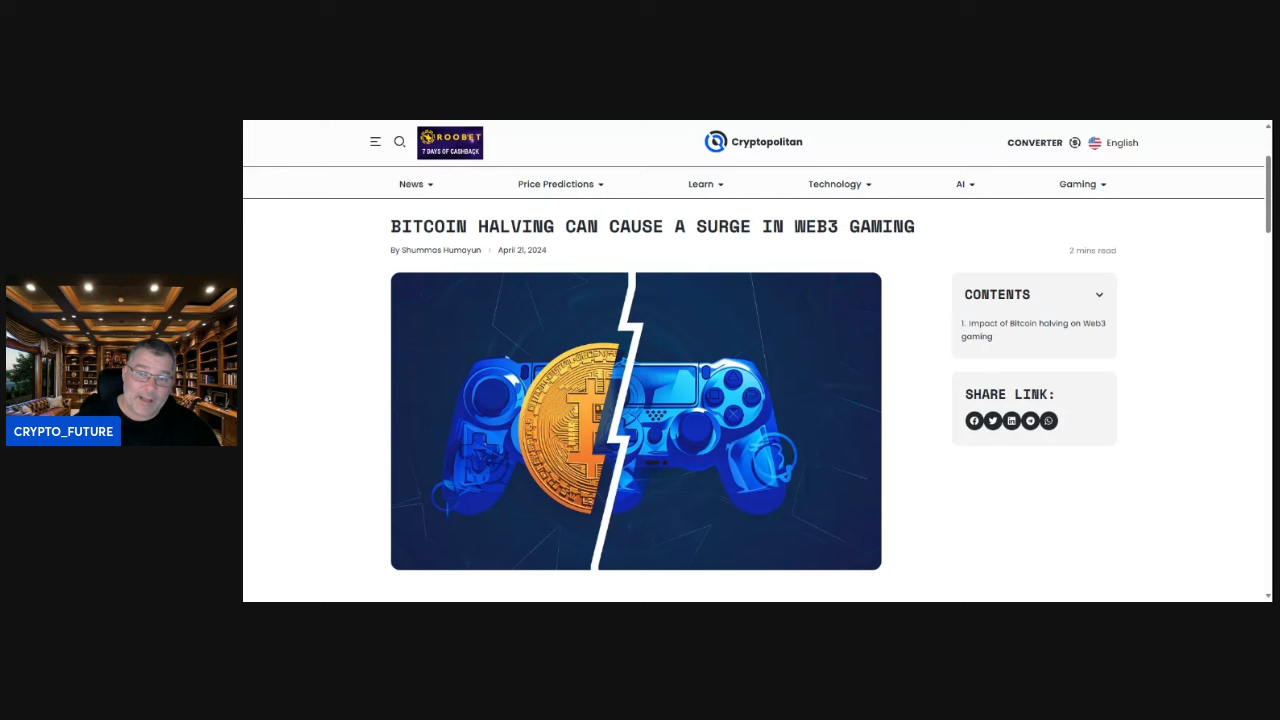 ROOBET
7 DAYS OF CASHBACK
Cryptopolitan
CONVERTER
English
News
Price Predictions
Learn
Technology
AI
Gaming
BITCOIN HALVING CAN CAUSE A SURGE IN WEB3 GAMING
By Shummas Humayun
April 21, 2024
2 mins read
CONTENTS
1. Impact of Bitcoin halving on Web3
gaming
SHARE LINK:
CRYPTO_FUTURE